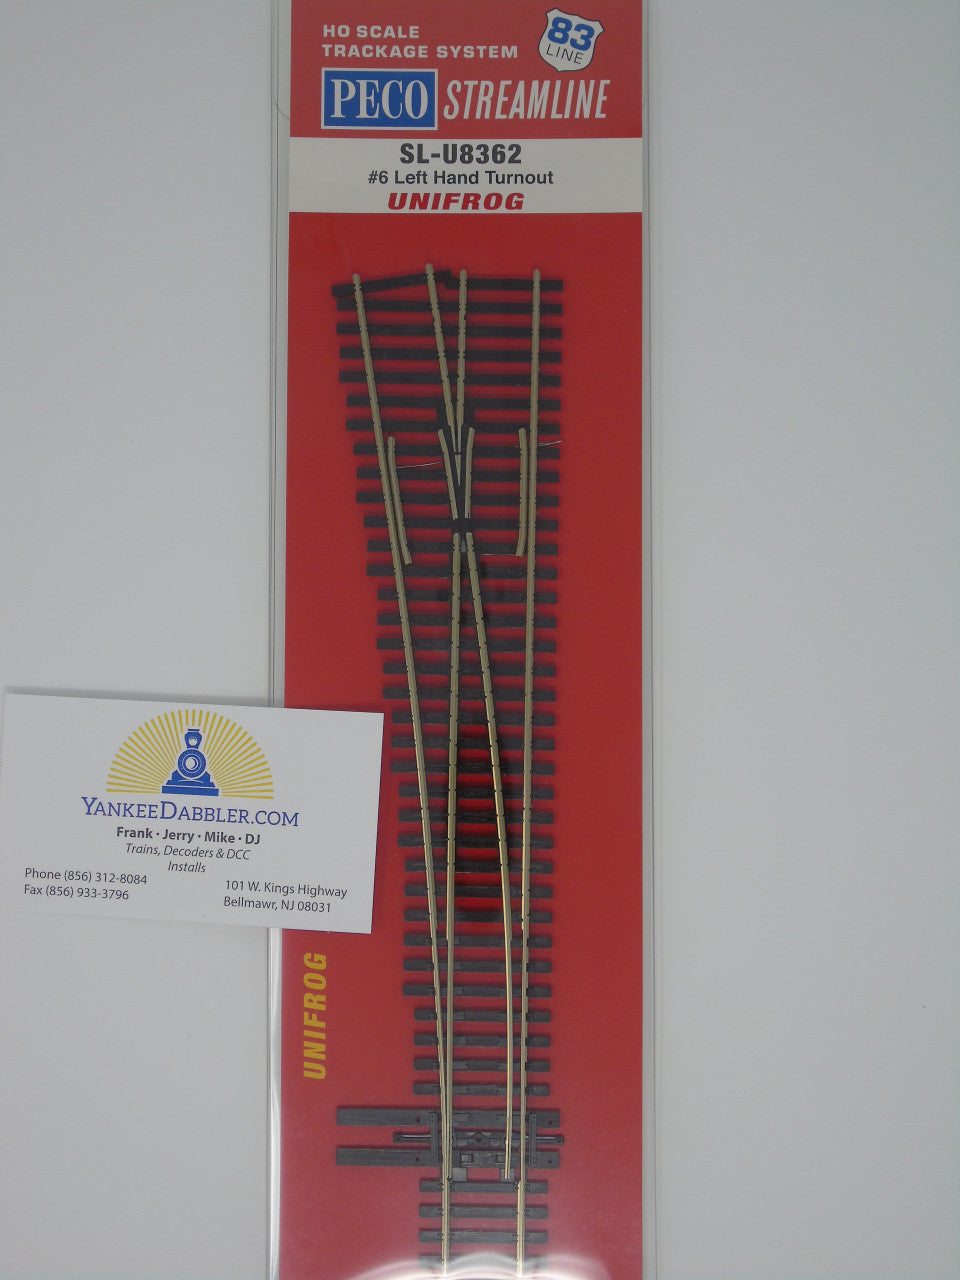 HO SCALE
TRACKAGE SYSTEM
83
LINE
PECO STREAMLINE
SL-U8362
#6 Left Hand Turnout
UNIFROG
YANKEEDABBLER.COM
Frank • Jerry • Mike • DJ
Trains, Decoders & DCC
Installs
Phone (856) 312-8084
Fax (856) 933-3796
101 W. Kings Highway
Bellmawr, NJ 08031
UNIFROG